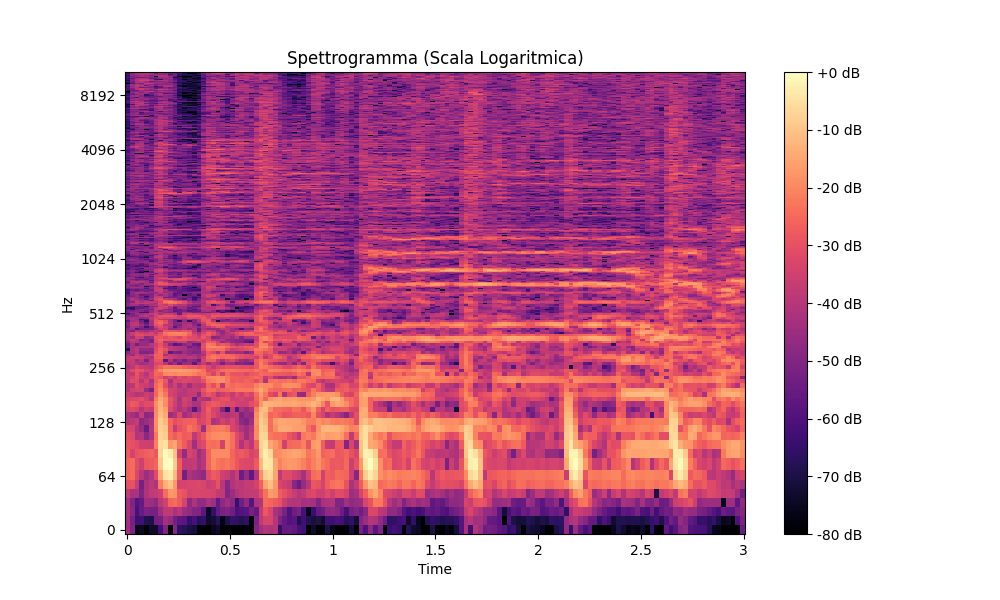 Spettrogramma (Scala Logaritmica)
8192
4096
2048
1024
512
256
128
64
0
Hz
0
0.5
1
1.5
2
2.5
3
Time
+0 dB
-10 dB
-20 dB
-30 dB
-40 dB
-50 dB
-60 dB
-70 dB
-80 dB